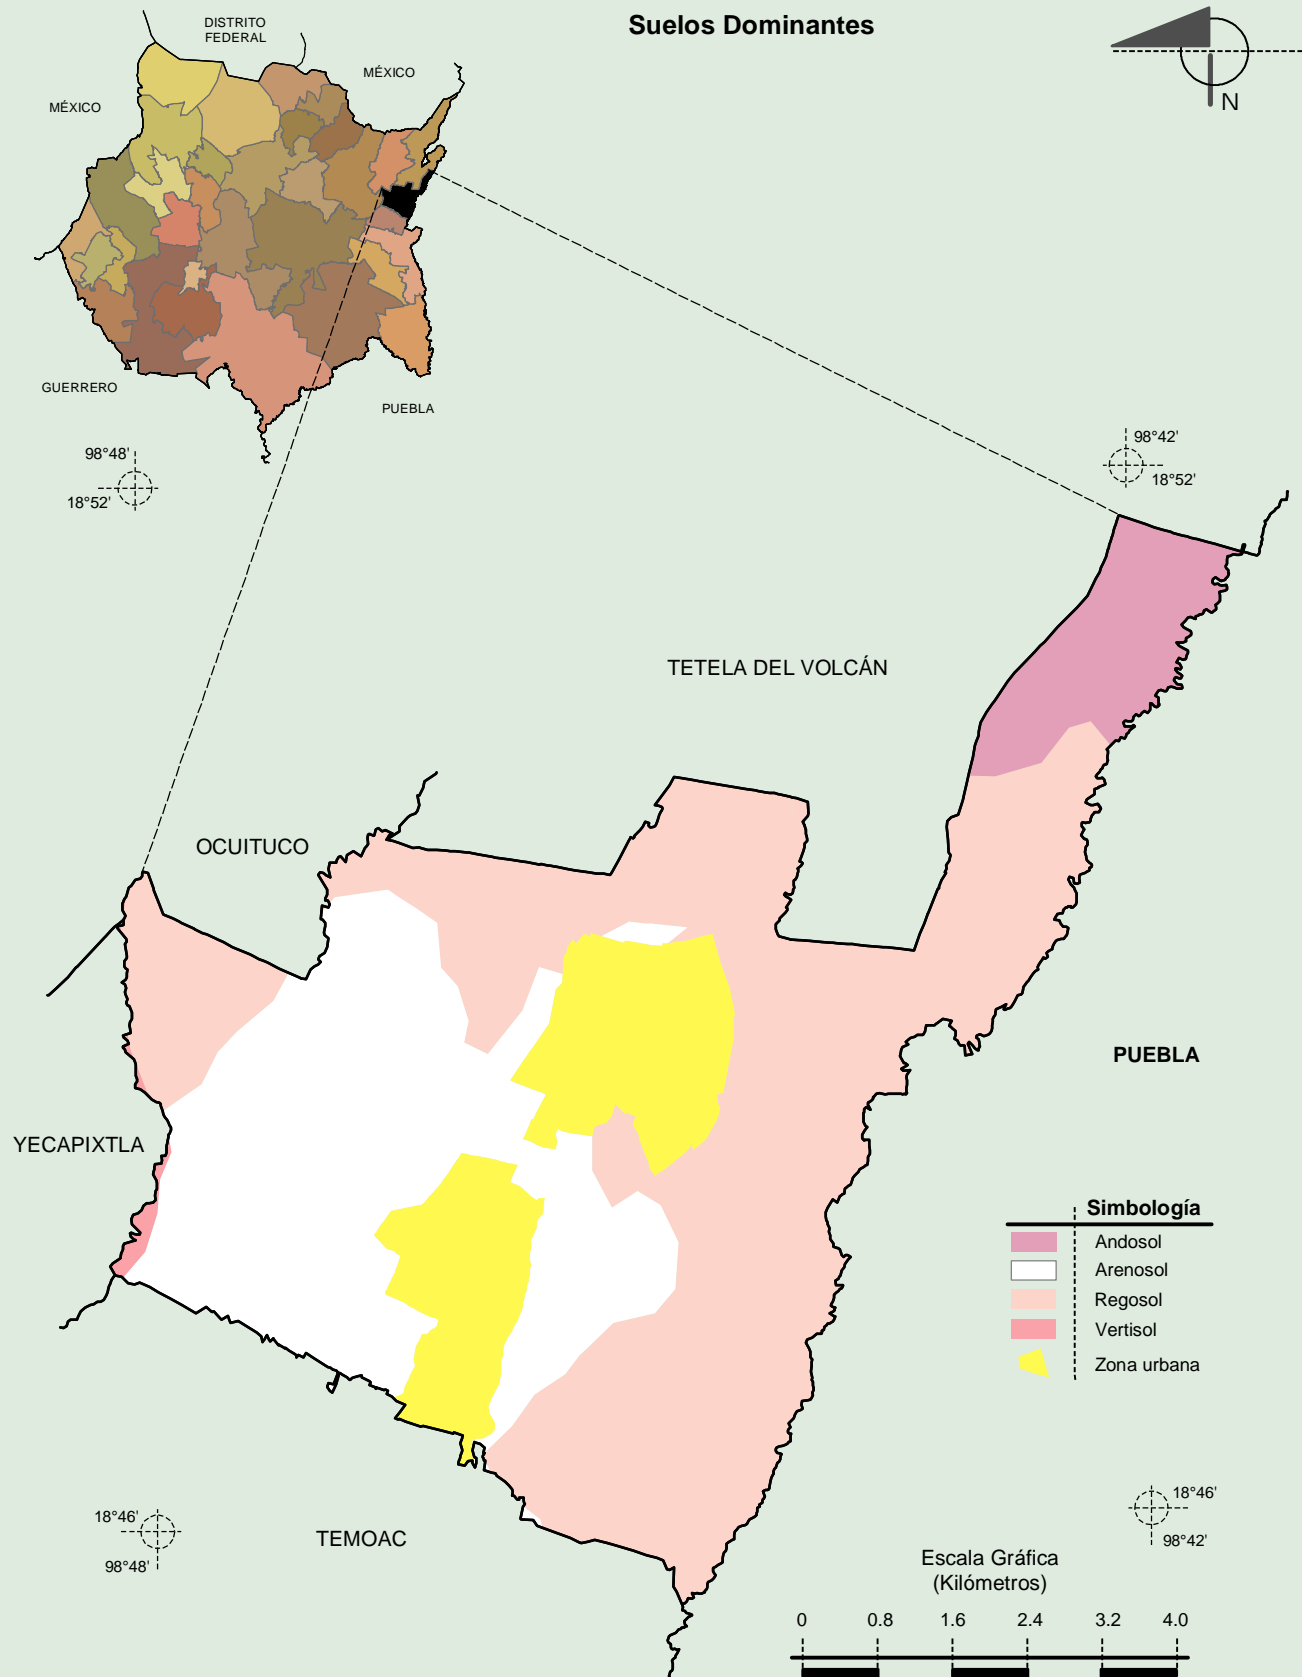 Suelos Dominantes
DISTRITO
FEDERAL
MÉXICO
MÉXICO
N
GUERRERO
PUEBLA
98°48'
18°52'
98°42'
18°52'
TETELA DEL VOLCÁN
OCUITUCO
PUEBLA
YECAPIXTLA
Simbología
Andosol
Arenosol
Regosol
Vertisol
Zona urbana
18°46'
98°48'
TEMOAC
18°46'
98°42'
Escala Gráfica
(Kilómetros)
0 0.8 1.6 2.4 3.2 4.0